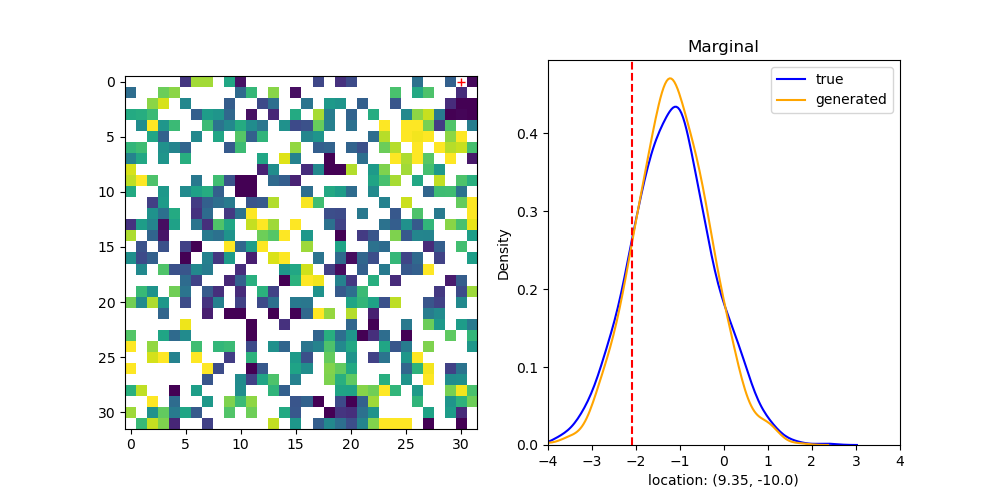 Marginal
true
generated
Density
0
5
10
15
20
25
30
0 5 10 15 20 25 30
0.4
0.3
0.2
0.1
0.0
−4 −3 −2 −1 0 1 2 3 4
location: (9.35, -10.0)